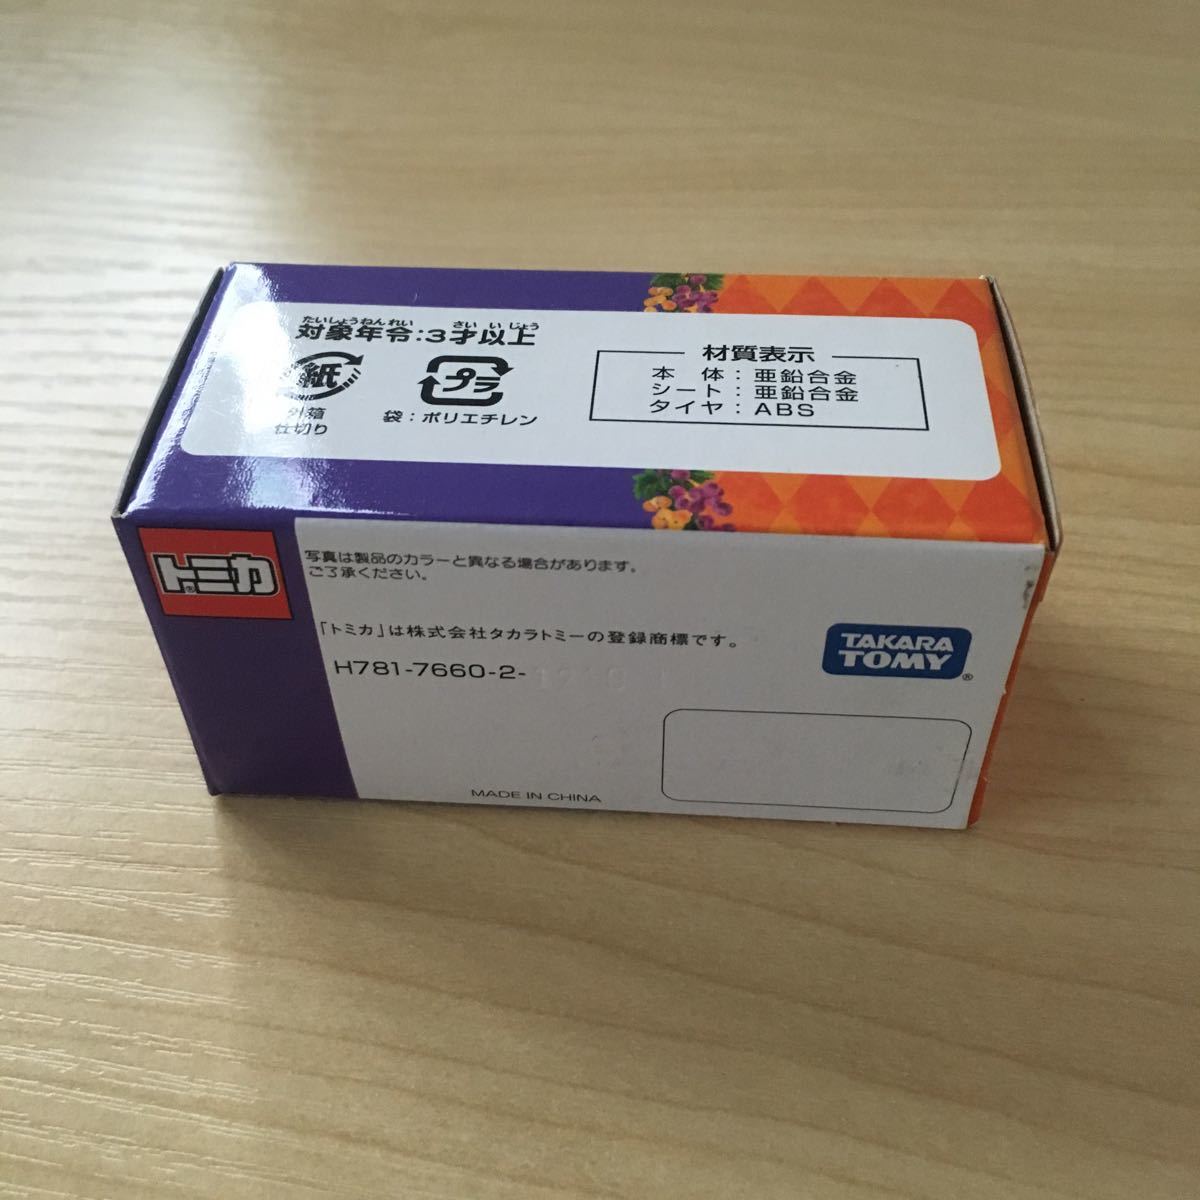 たいしょうねんれい さいいじょう
対象年令:3才以上
紙
外箱
仕切り
プラ
袋:ポリエチレン
材質表示
本体:亜鉛合金
シート:亜鉛合金
タイヤ:ABS
トミカ®
写真は製品のカラーと異なる場合があります。
ご了承ください。
「トミカ」は株式会社タカラトミーの登録商標です。
H781-7660-2-
TAKARA
TOMY®
MADE IN CHINA